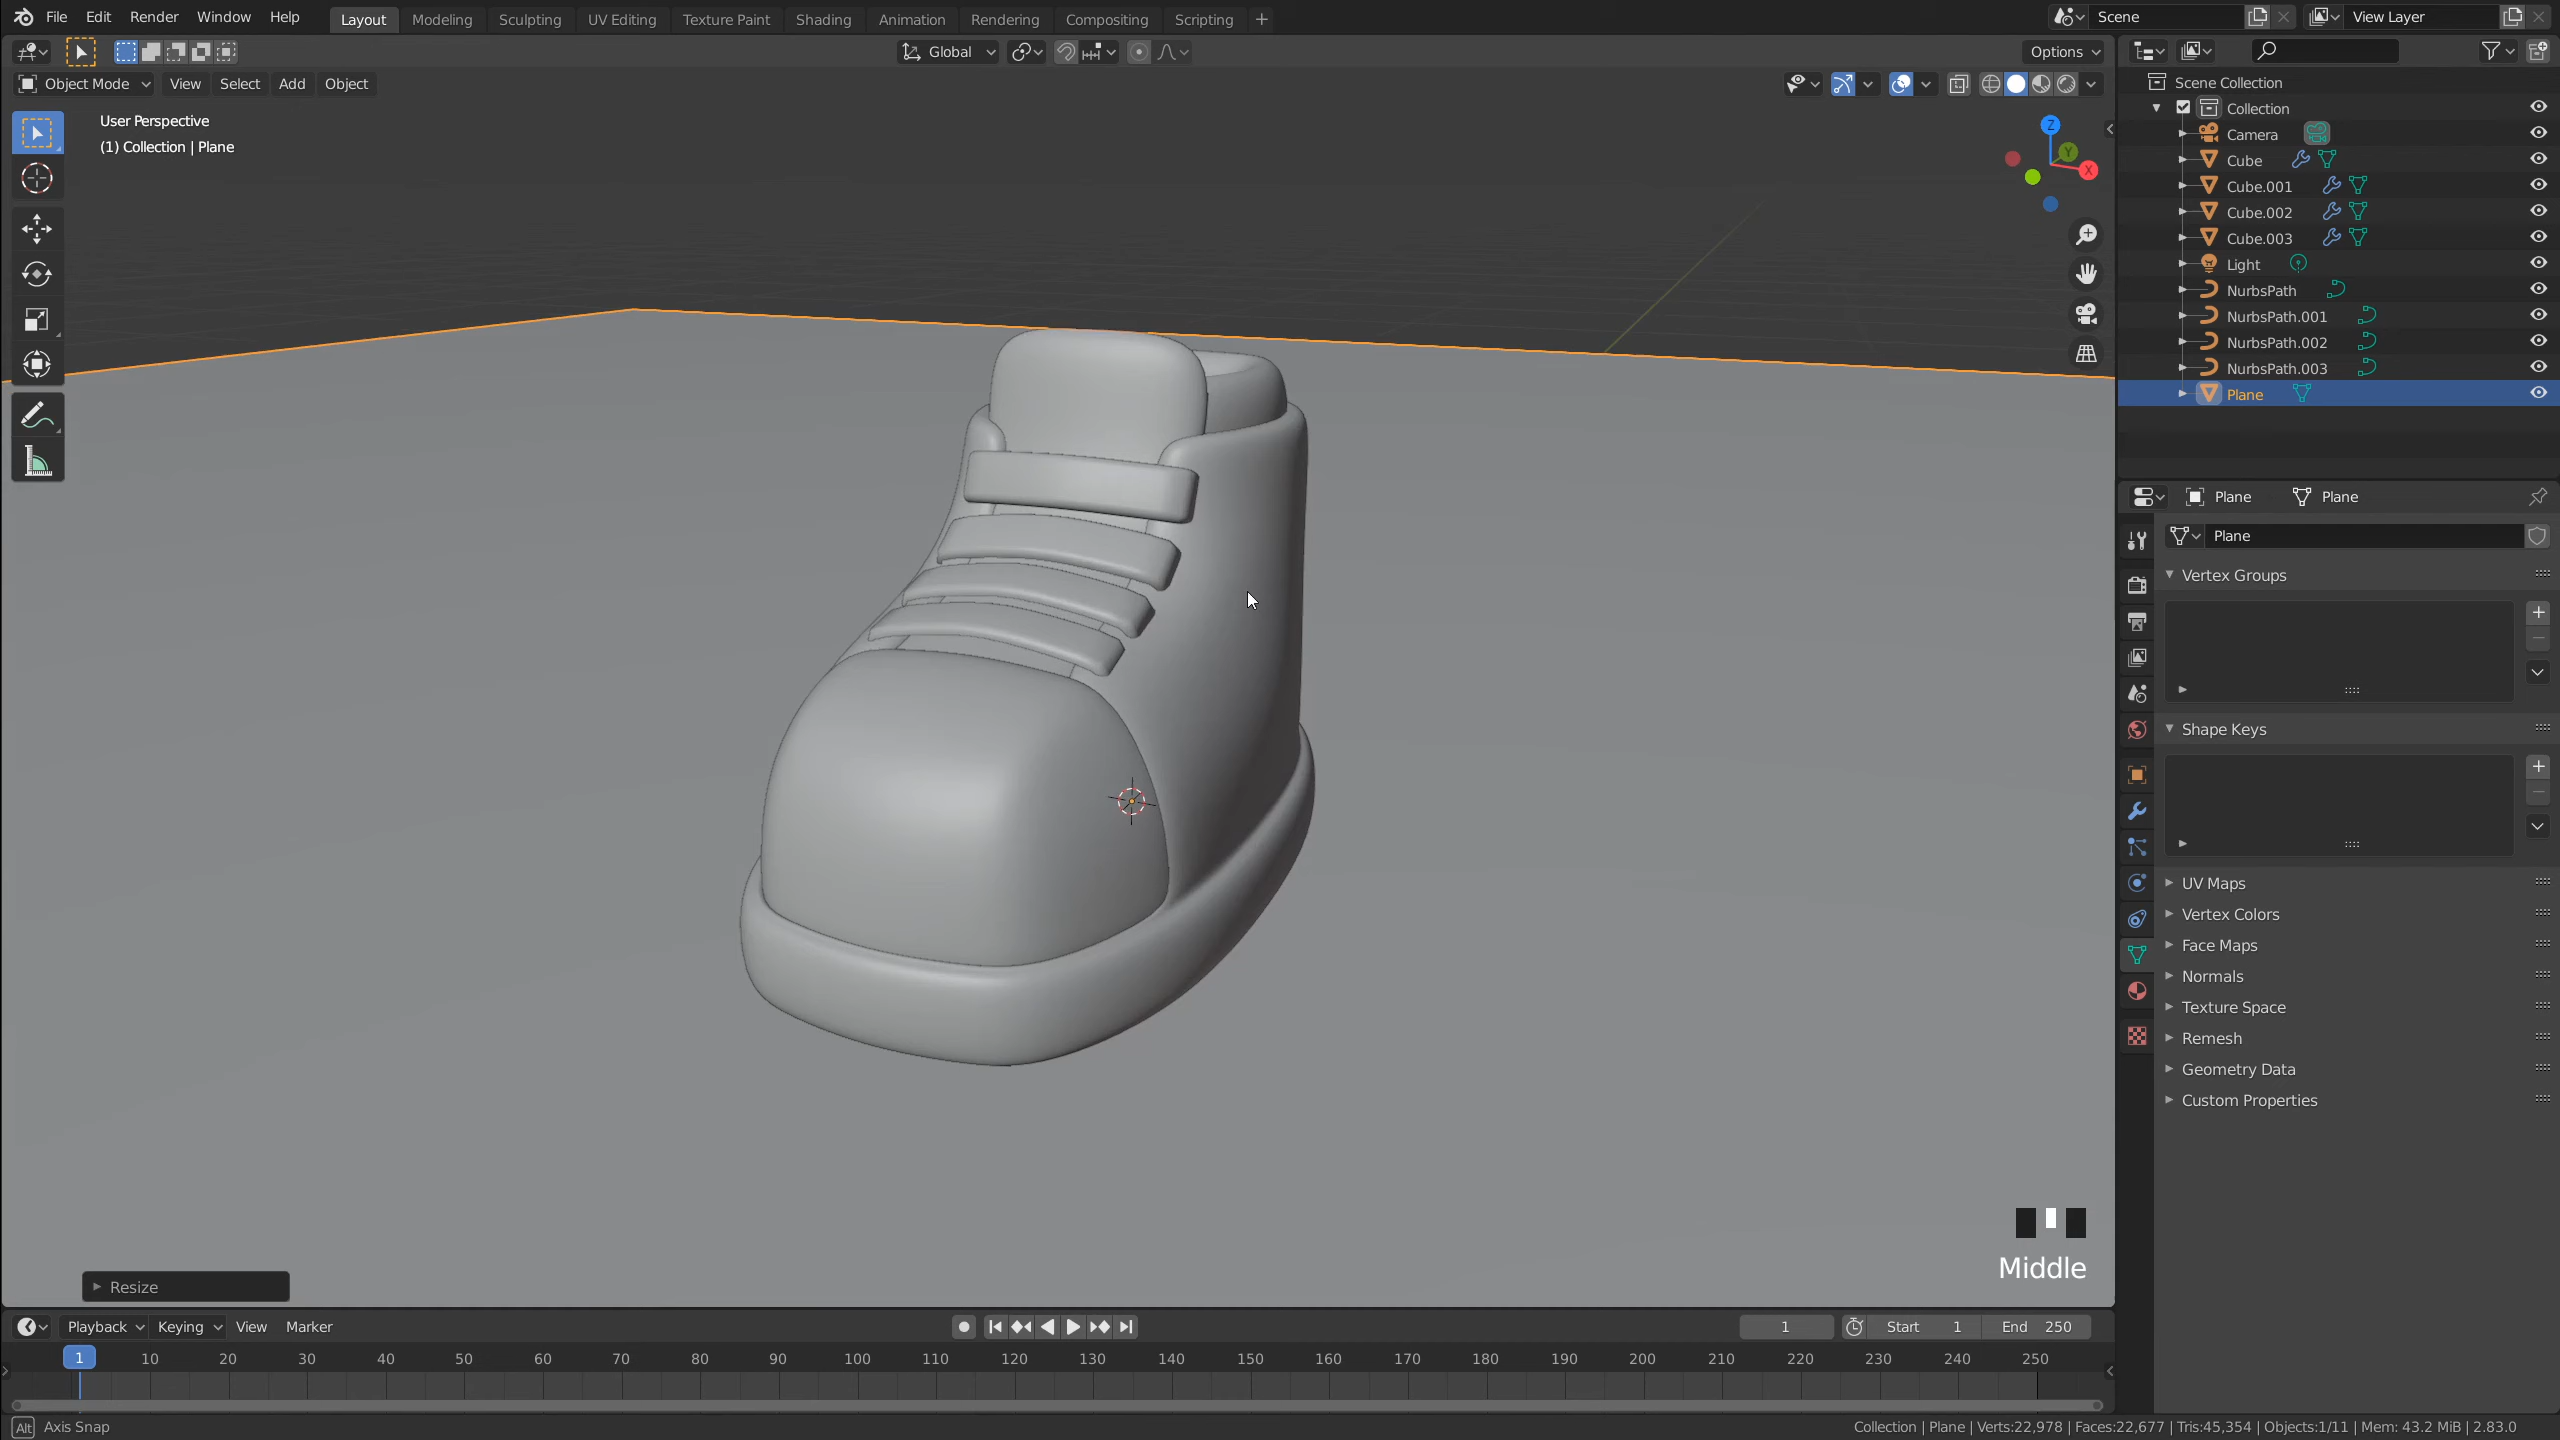 File Edit Render Window Help Layout Modeling Sculpting UV Editing Texture Paint Shading Animation Rendering Compositing Scripting + Scene View Layer
Global Options
Object Mode View Select Add Object
User Perspective
(1) Collection | Plane
Z
Y
X
Scene Collection
Collection
Camera
Cube
Cube.001
Cube.002
Cube.003
Light
NurbsPath
NurbsPath.001
NurbsPath.002
NurbsPath.003
Plane
Plane Plane
Plane
Vertex Groups
Shape Keys
UV Maps
Vertex Colors
Face Maps
Normals
Texture Space
Remesh
Geometry Data
Custom Properties
Middle
Resize
Playback Keying View Marker 1 Start 1 End 250
1 10 20 30 40 50 60 70 80 90 100 110 120 130 140 150 160 170 180 190 200 210 220 230 240 250
Alt Axis Snap
Collection | Plane | Verts:22,978 | Faces:22,677 | Tris:45,354 | Objects:1/11 | Mem: 43.2 MiB | 2.83.0